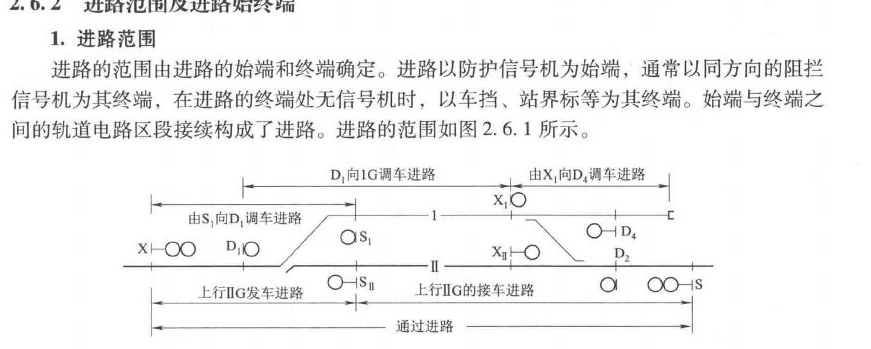 2.6.2 进路范围及进路始终端
1. 进路范围
进路的范围由进路的始端和终端确定。进路以防护信号机为始端，通常以同方向的阻拦
信号机为其终端，在进路的终端处无信号机时，以车挡、站界标等为其终端。始端与终端之
间的轨道电路区段接续构成了进路。进路的范围如图 2.6.1 所示。
D₁向1G调车进路
由X₁向D₄调车进路
X₁
由S₁向D₁调车进路
1
S₁
D₄
X
D₁
X_Ⅱ
D₂
Ⅱ
S_Ⅱ
S
上行ⅡG发车进路
上行ⅡG的接车进路
通过进路